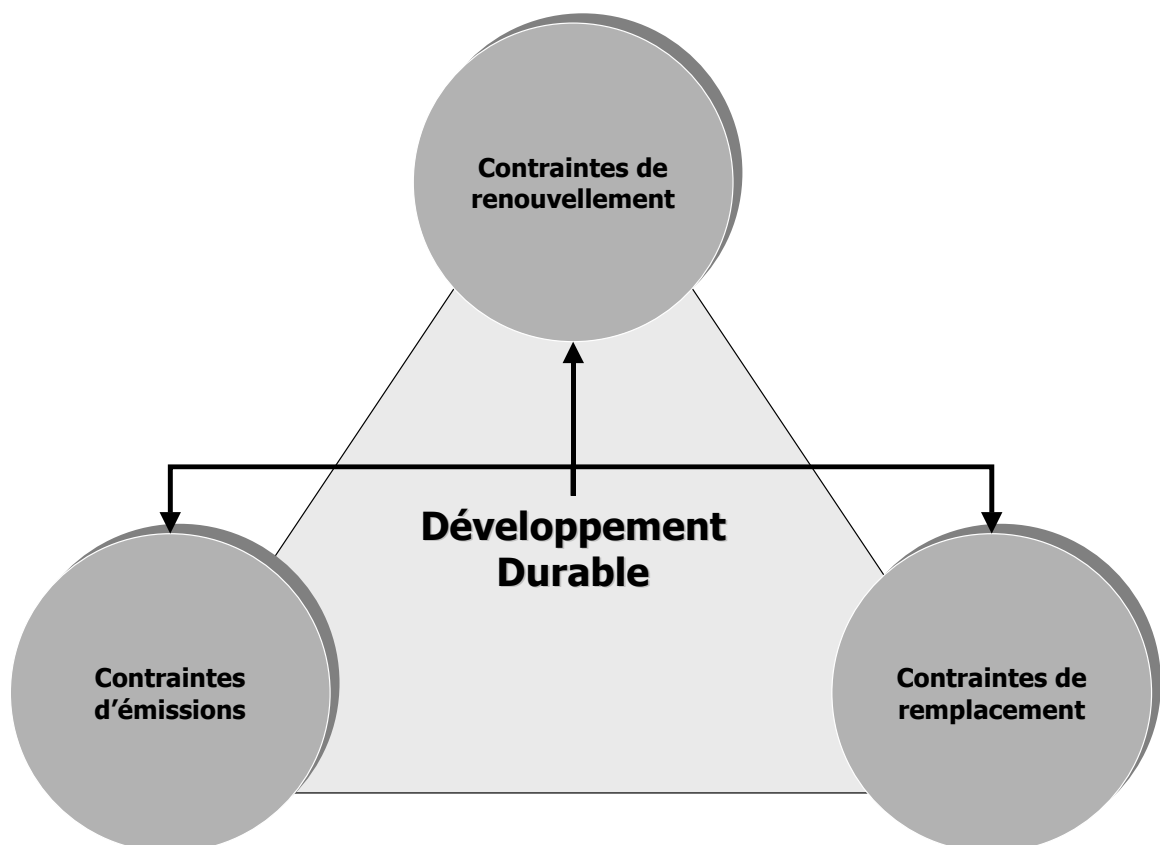 Contraintes de
renouvellement
Développement
Durable
Contraintes
d’émissions
Contraintes de
remplacement